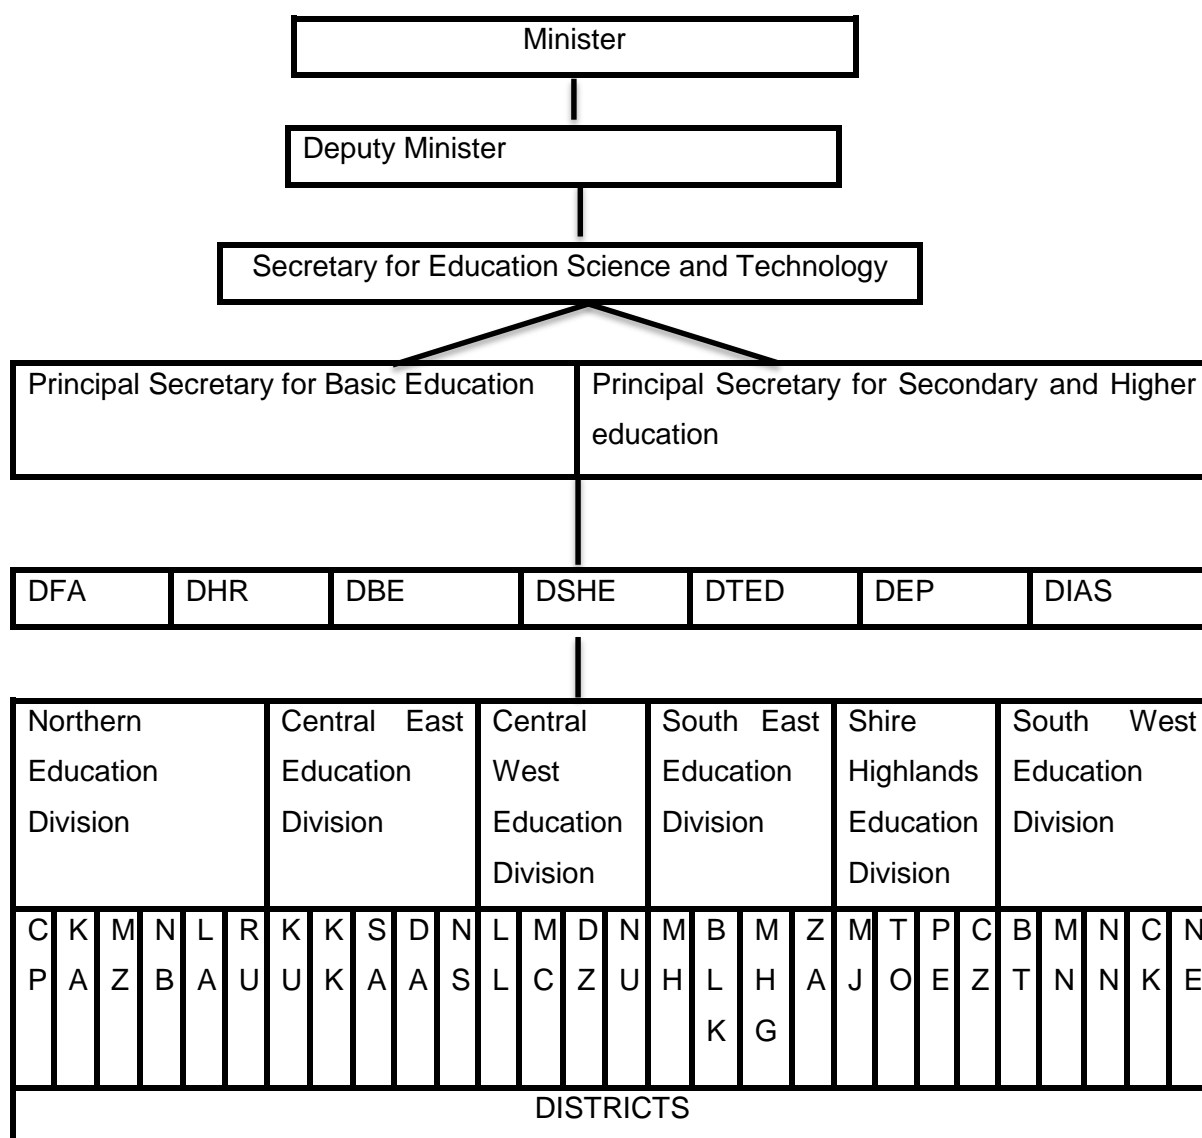 Minister
Deputy Minister
Secretary for Education Science and Technology
Principal Secretary for Basic Education
Principal Secretary for Secondary and Higher
education
DFA DHR DBE DSHE DTED DEP DIAS
Northern
Education
Division
Central East
Education
Division
Central
West
Education
Division
South East
Education
Division
Shire
Highlands
Education
Division
South West
Education
Division
C K M N L R K K S D N L M D N M B M Z M T P C B M N C N
P A Z B A U U K A A S L C Z U H L H A J O E Z T N N K E
K G
DISTRICTS